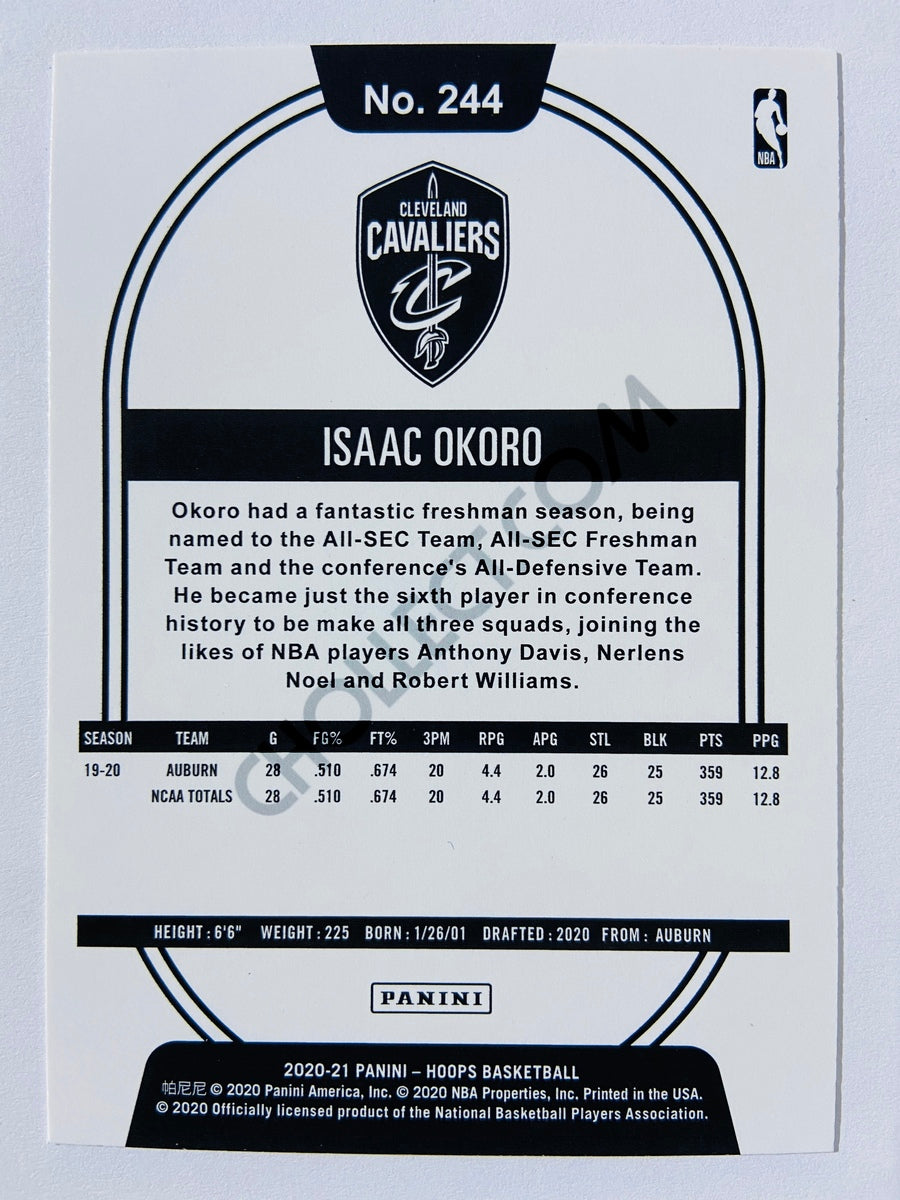 No. 244
NBA
CLEVELAND
CAVALIERS
C
ISAAC OKORO
Okoro had a fantastic freshman season, being
named to the All-SEC Team, All-SEC Freshman
Team and the conference's All-Defensive Team.
He became just the sixth player in conference
history to be make all three squads, joining the
likes of NBA players Anthony Davis, Nerlens
Noel and Robert Williams.
CHOLLECT.COM
SEASON TEAM G FG% FT% 3PM RPG APG STL BLK PTS PPG
19-20 AUBURN 28 .510 .674 20 4.4 2.0 26 25 359 12.8
NCAA TOTALS 28 .510 .674 20 4.4 2.0 26 25 359 12.8
HEIGHT: 6'6" WEIGHT: 225 BORN: 1/26/01 DRAFTED: 2020 FROM: AUBURN
PANINI
2020-21 PANINI – HOOPS BASKETBALL
帕尼尼 © 2020 Panini America, Inc. © 2020 NBA Properties, Inc. Printed in the USA.
© 2020 Officially licensed product of the National Basketball Players Association.